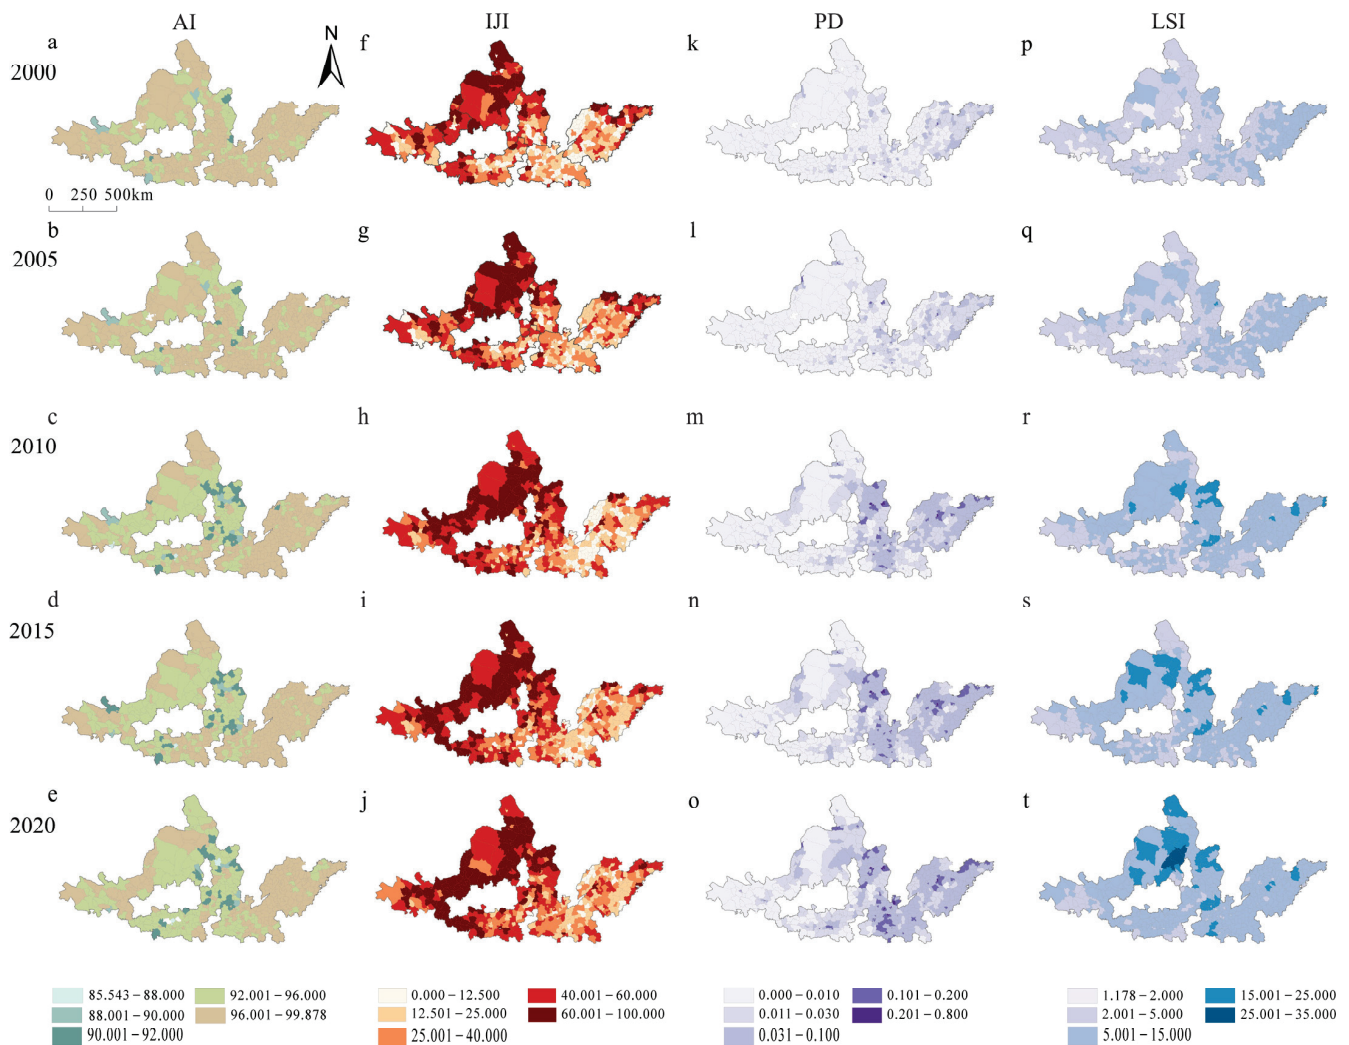 AI IJI PD LSI
N
a f k p
2000
0 250 500km
b g l q
2005
c h m r
2010
d i n s
2015
e j o t
2020
85.543-88.000 92.001-96.000 0.000-12.500 40.001-60.000 0.000-0.010 0.101-0.200 1.178-2.000 15.001-25.000
88.001-90.000 96.001-99.878 12.501-25.000 60.001-100.000 0.011-0.030 0.201-0.800 2.001-5.000 25.001-35.000
90.001-92.000 25.001-40.000 0.031-0.100 5.001-15.000